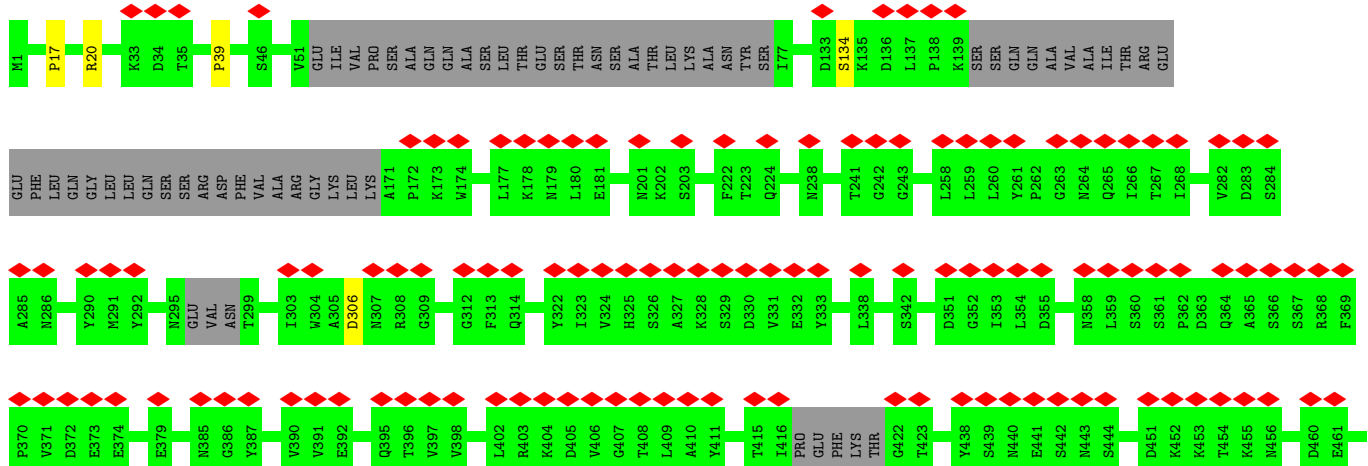 M1 P17 R20 K33 D34 T35 P39 S46 V51 GLU ILE VAL PRO SER ALA GLN GLN ALA SER LEU THR GLU SER THR ASN SER ALA THR LEU LYS ALA ASN TYR SER I77 D133 S134 K135 D136 L137 P138 K139 SER SER GLN GLN ALA VAL ALA ILE THR ARG GLU
GLU PHE LEU GLN GLY LEU LEU GLN SER SER ARG ASP PHE VAL ALA ARG GLY LYS LEU LYS A171 P172 K173 W174 L177 K178 N179 L180 E181 N201 K202 S203 F222 T223 Q224 N238 T241 G242 G243 L258 L259 L260 Y261 P262 G263 N264 Q265 I266 T267 I268 V282 D283 S284
A285 N286 Y290 M291 Y292 N295 GLU VAL ASN T299 I303 W304 A305 D306 N307 R308 G309 G312 F313 Q314 Y322 I323 V324 H325 S326 A327 K328 S329 D330 V331 E332 Y333 L338 S342 D351 G352 I353 L354 D355 N358 L359 S360 S361 P362 D363 Q364 A365 S366 S367 R368 F369
P370 V371 D372 E373 E374 E379 N385 G386 Y387 V390 V391 E392 Q395 T396 V397 V398 L402 R403 K404 D405 V406 G407 T408 L409 A410 Y411 T415 I416 PRO GLU PHE LYS THR G422 T423 Y438 S439 N440 E441 S442 N443 S444 D451 K452 K453 T454 K455 N456 D460 E461